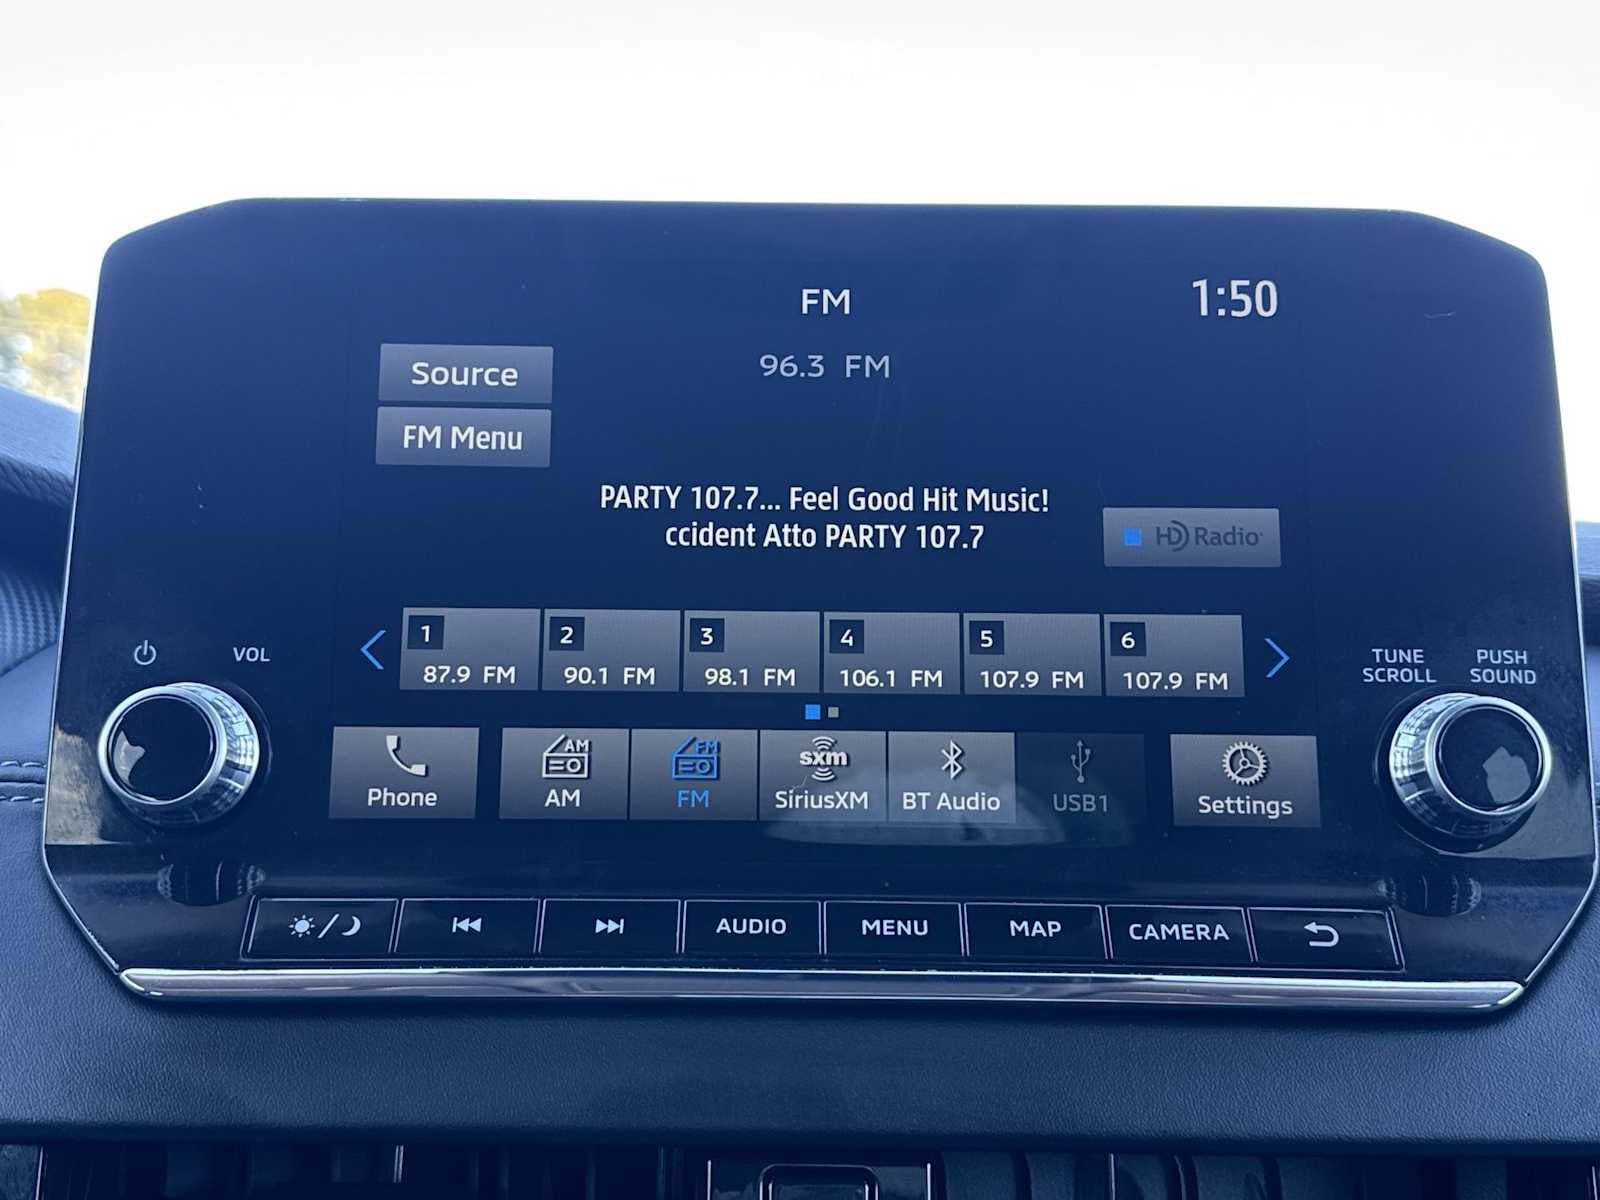 FM
1:50
Source
96.3 FM
FM Menu
PARTY 107.7... Feel Good Hit Music!
ccident Atto PARTY 107.7
HD Radio
1
87.9 FM
2
90.1 FM
3
98.1 FM
4
106.1 FM
5
107.9 FM
6
107.9 FM
VOL
TUNE
SCROLL
PUSH
SOUND
Phone
AM
AM
FM
FM
sxm
SiriusXM
BT Audio
USB1
Settings
AUDIO
MENU
MAP
CAMERA